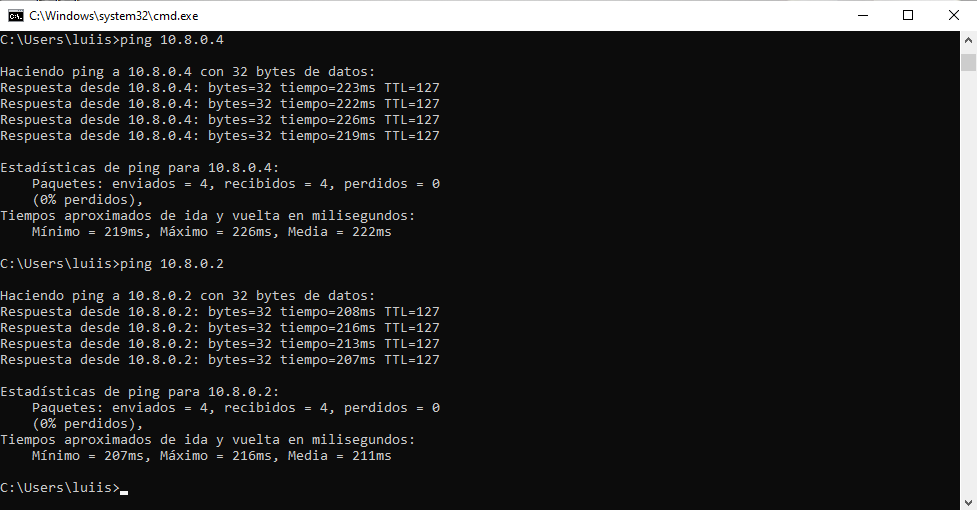 C:\Windows\system32\cmd.exe
C:\Users\luiis>ping 10.8.0.4
Haciendo ping a 10.8.0.4 con 32 bytes de datos:
Respuesta desde 10.8.0.4: bytes=32 tiempo=223ms TTL=127
Respuesta desde 10.8.0.4: bytes=32 tiempo=222ms TTL=127
Respuesta desde 10.8.0.4: bytes=32 tiempo=226ms TTL=127
Respuesta desde 10.8.0.4: bytes=32 tiempo=219ms TTL=127
Estadísticas de ping para 10.8.0.4:
    Paquetes: enviados = 4, recibidos = 4, perdidos = 0
    (0% perdidos),
Tiempos aproximados de ida y vuelta en milisegundos:
    Mínimo = 219ms, Máximo = 226ms, Media = 222ms
C:\Users\luiis>ping 10.8.0.2
Haciendo ping a 10.8.0.2 con 32 bytes de datos:
Respuesta desde 10.8.0.2: bytes=32 tiempo=208ms TTL=127
Respuesta desde 10.8.0.2: bytes=32 tiempo=216ms TTL=127
Respuesta desde 10.8.0.2: bytes=32 tiempo=213ms TTL=127
Respuesta desde 10.8.0.2: bytes=32 tiempo=207ms TTL=127
Estadísticas de ping para 10.8.0.2:
    Paquetes: enviados = 4, recibidos = 4, perdidos = 0
    (0% perdidos),
Tiempos aproximados de ida y vuelta en milisegundos:
    Mínimo = 207ms, Máximo = 216ms, Media = 211ms
C:\Users\luiis>